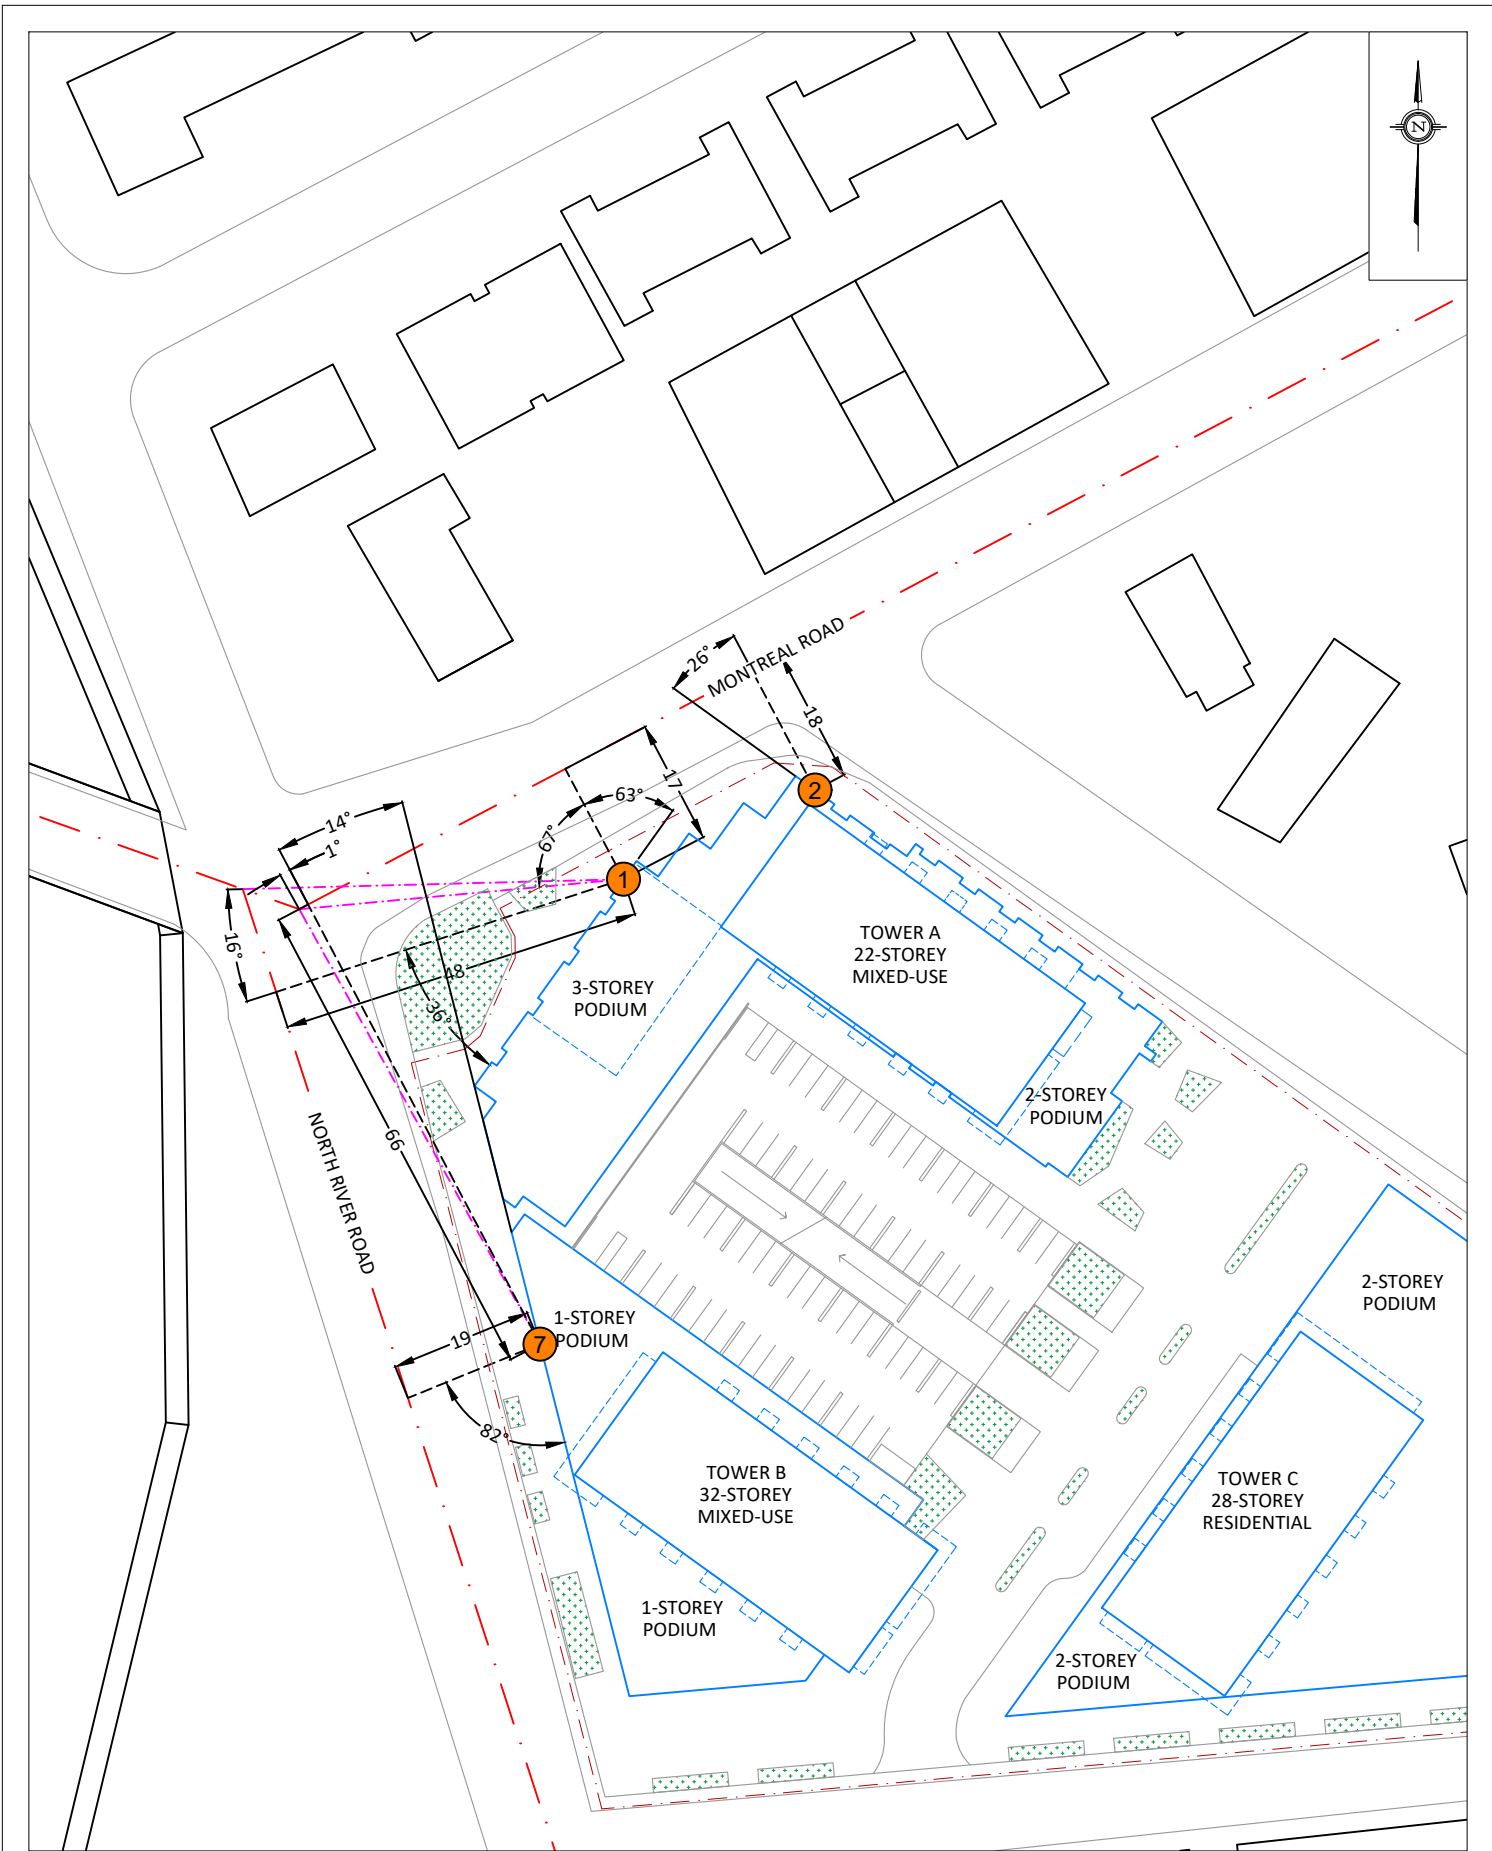 N
MONTREAL ROAD
26°
18
2
17
63°
67°
1
14°
1°
16°
48
36°
66
NORTH RIVER ROAD
19
7
82°
3-STOREY
PODIUM
TOWER A
22-STOREY
MIXED-USE
2-STOREY
PODIUM
1-STOREY
PODIUM
2-STOREY
PODIUM
TOWER B
32-STOREY
MIXED-USE
TOWER C
28-STOREY
RESIDENTIAL
1-STOREY
PODIUM
2-STOREY
PODIUM